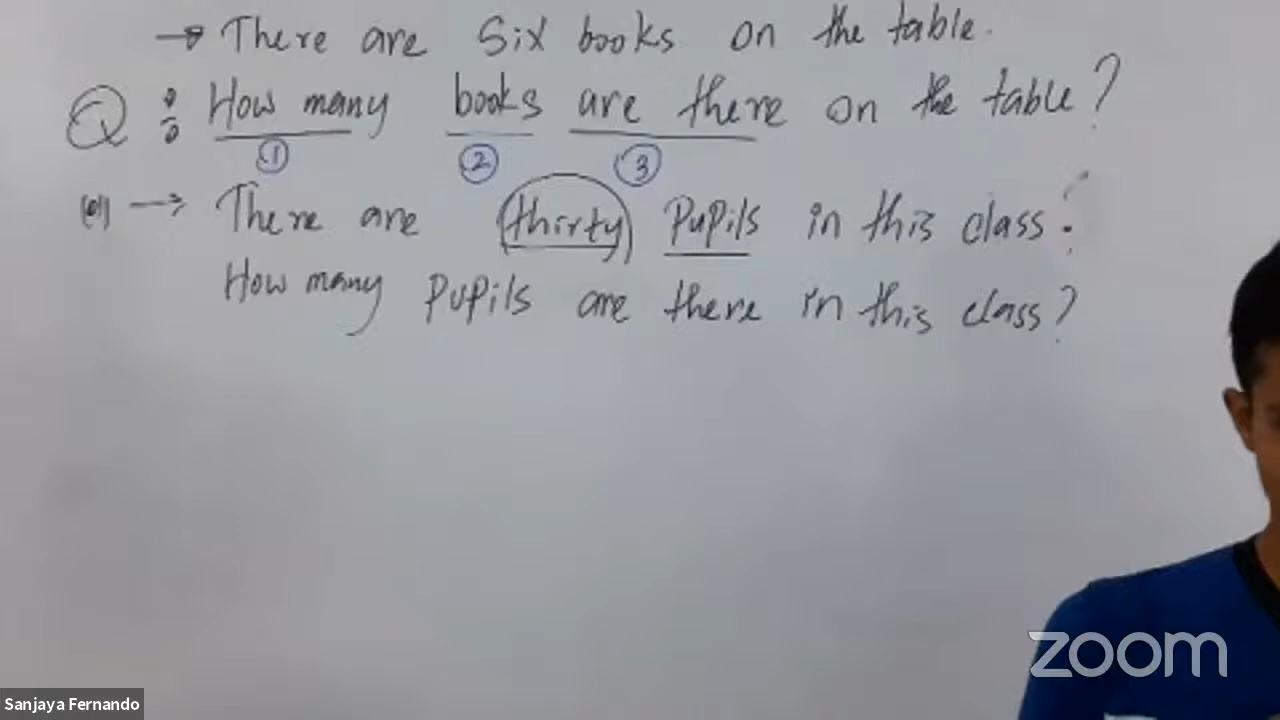 → There are Six books on the table.
Q : How many books are there on the table?
① ② ③
→ There are thirty Pupils in this class.
How many Pupils are there in this class?
zoom
Sanjaya Fernando